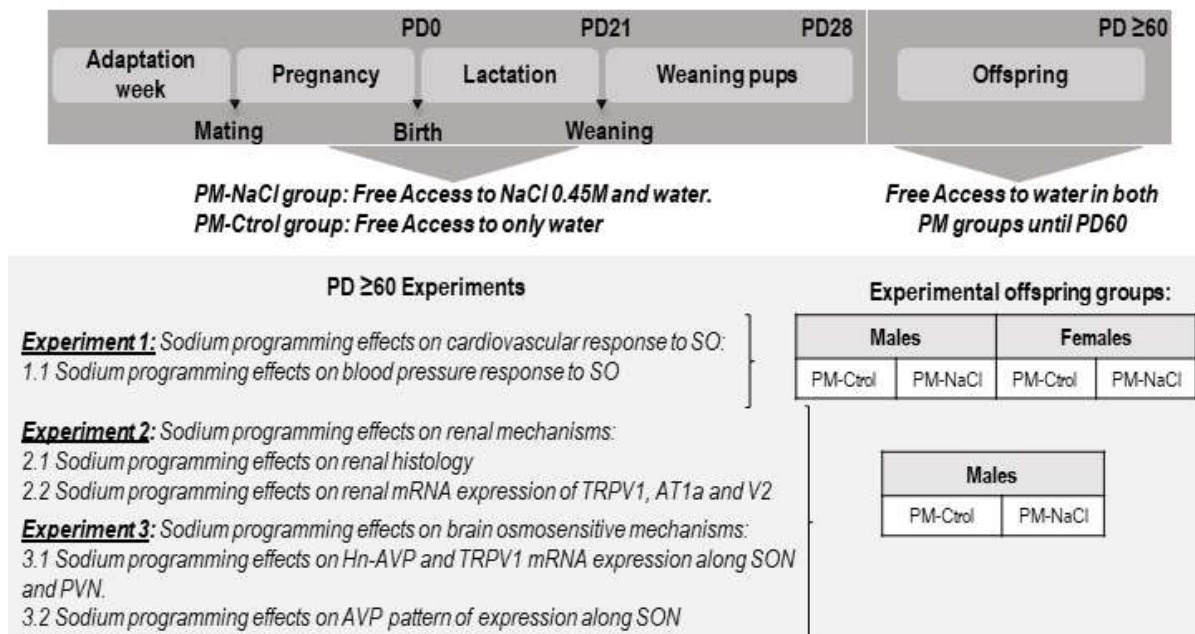 PD0 PD21 PD28 PD ≥60
Adaptation week
Pregnancy
Lactation
Weaning pups
Offspring
Mating
Birth
Weaning
PM-NaCl group: Free Access to NaCl 0.45M and water.
PM-Ctrol group: Free Access to only water
Free Access to water in both
PM groups until PD60
PD ≥60 Experiments
Experiment 1: Sodium programming effects on cardiovascular response to SO:
1.1 Sodium programming effects on blood pressure response to SO
Experiment 2: Sodium programming effects on renal mechanisms:
2.1 Sodium programming effects on renal histology
2.2 Sodium programming effects on renal mRNA expression of TRPV1, AT1a and V2
Experiment 3: Sodium programming effects on brain osmosensitive mechanisms:
3.1 Sodium programming effects on Hn-AVP and TRPV1 mRNA expression along SON
and PVN.
3.2 Sodium programming effects on AVP pattern of expression along SON
Experimental offspring groups:
Males Females
PM-Ctrol PM-NaCl PM-Ctrol PM-NaCl
Males
PM-Ctrol PM-NaCl